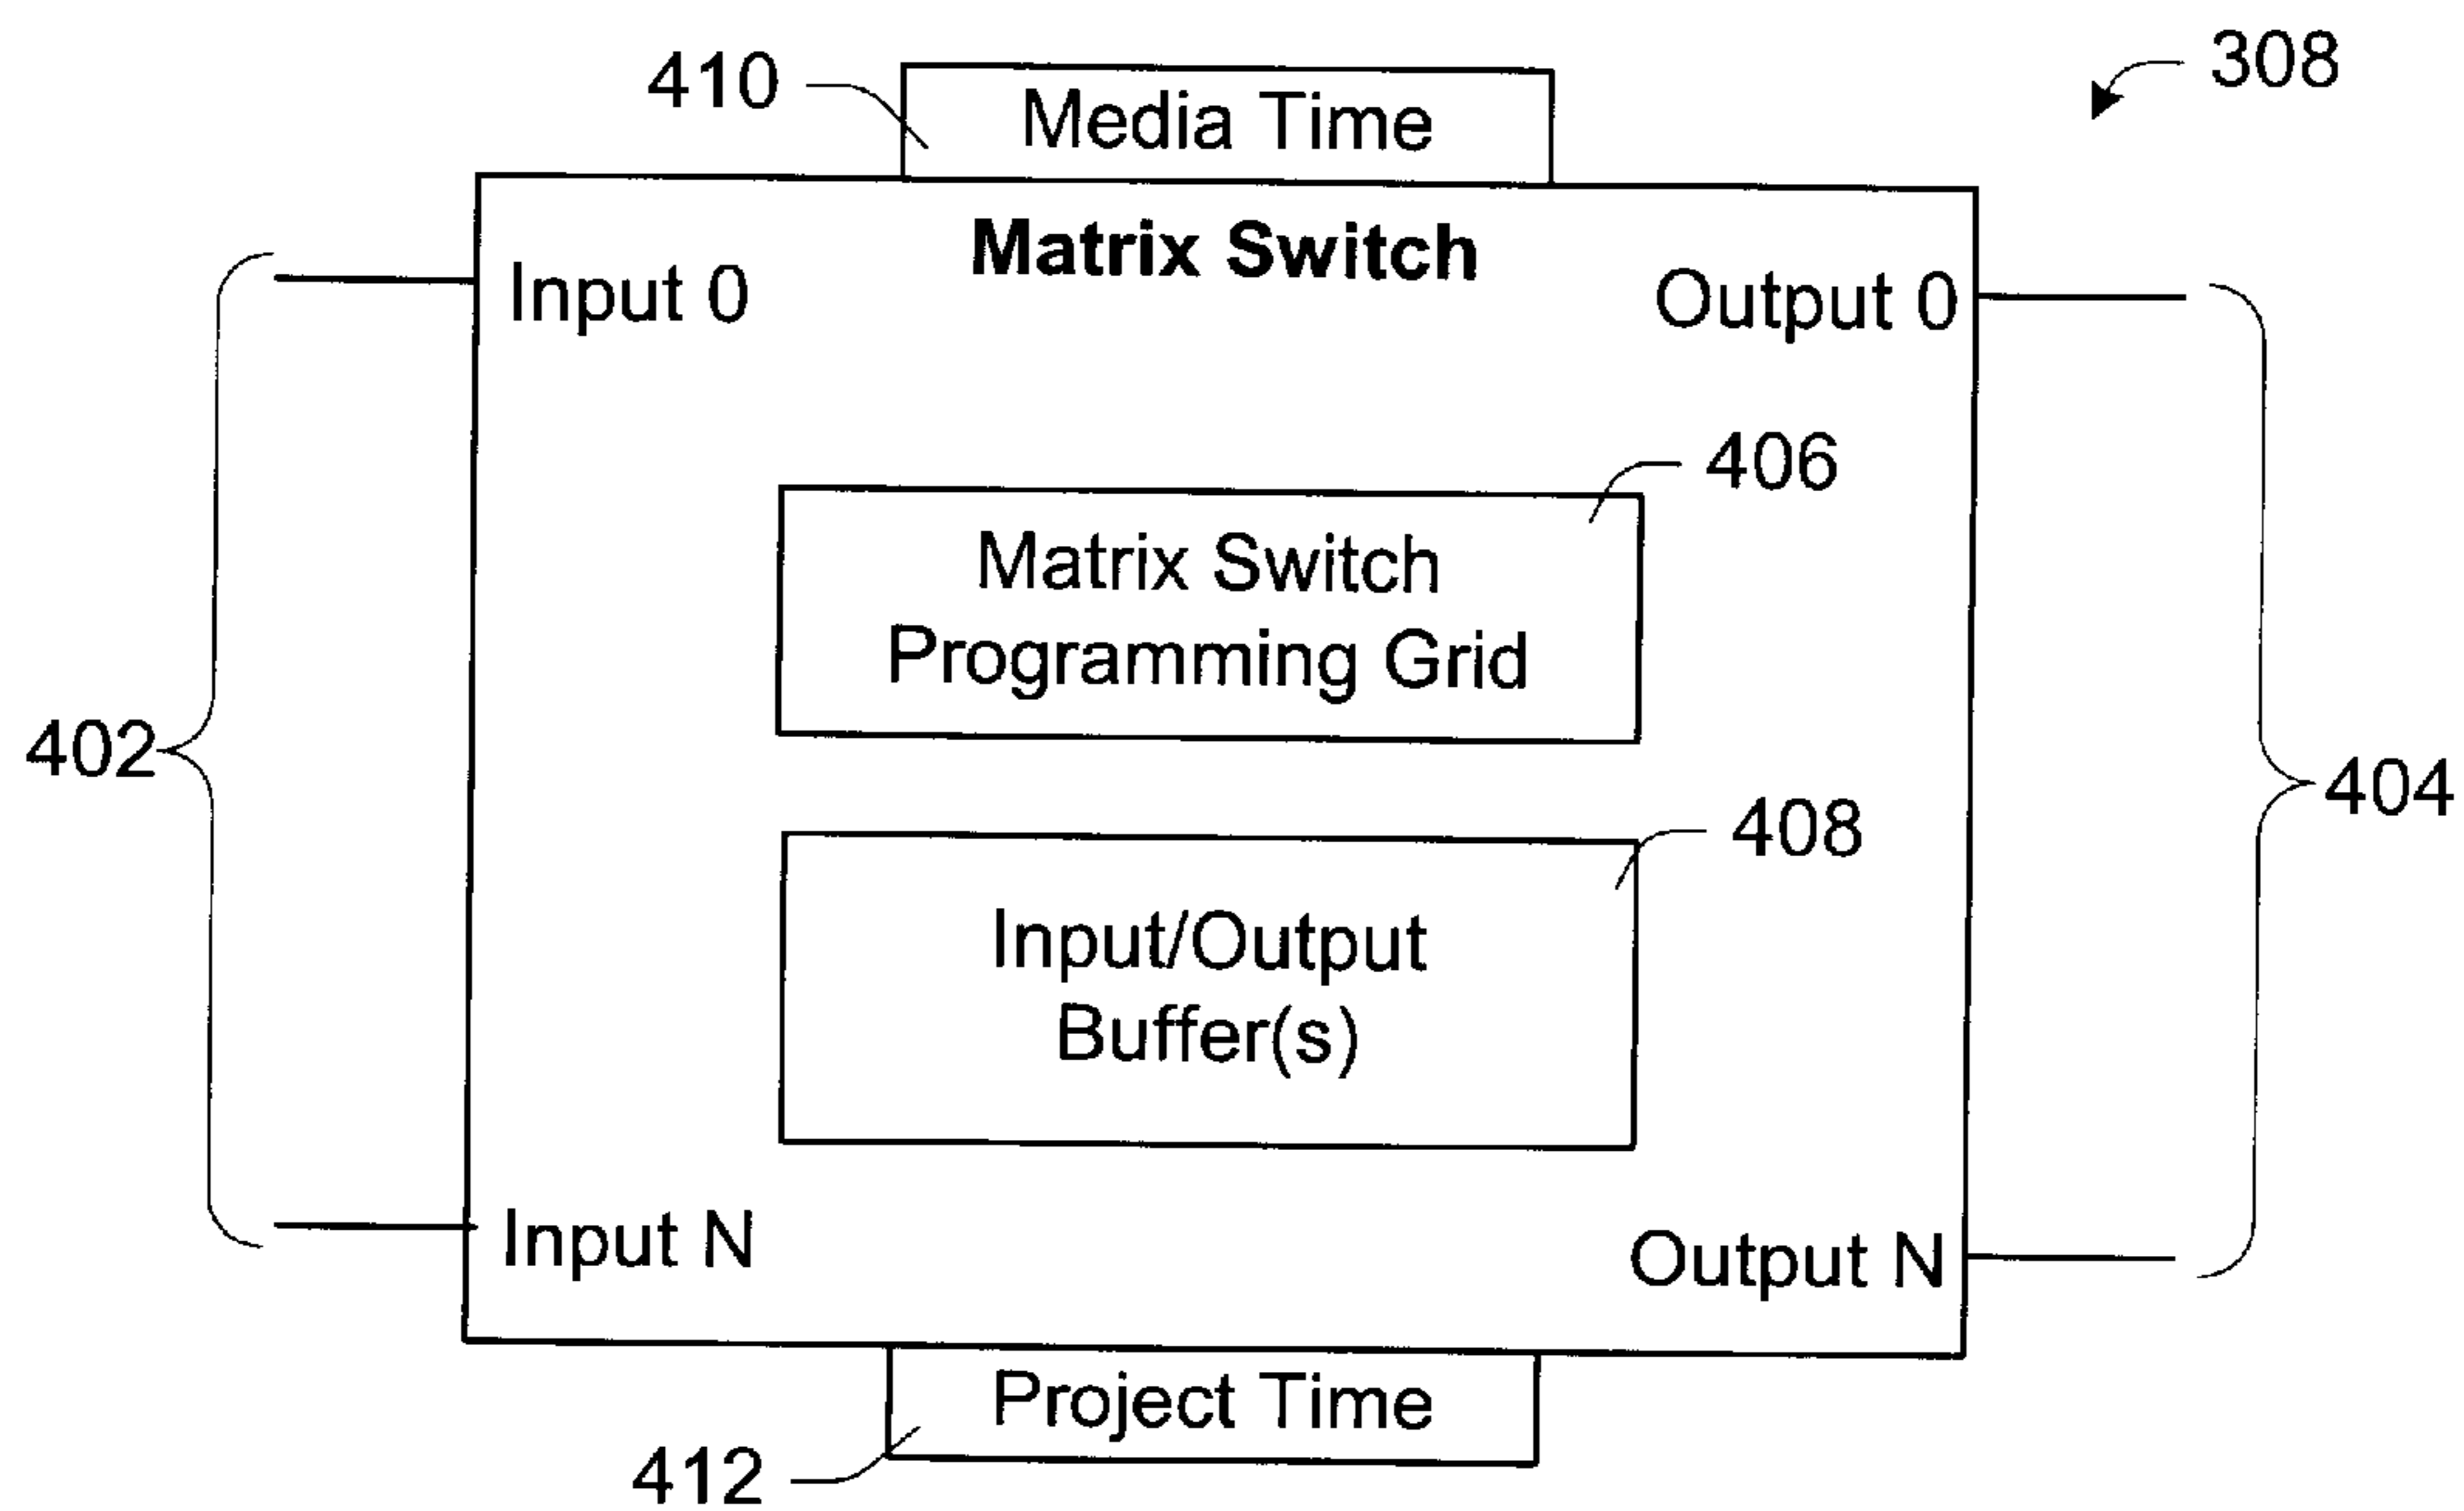 308
410
Media Time
Matrix Switch
Input 0
Output 0
406
Matrix Switch
Programming Grid
402
404
408
Input/Output
Buffer(s)
Input N
Output N
Project Time
412